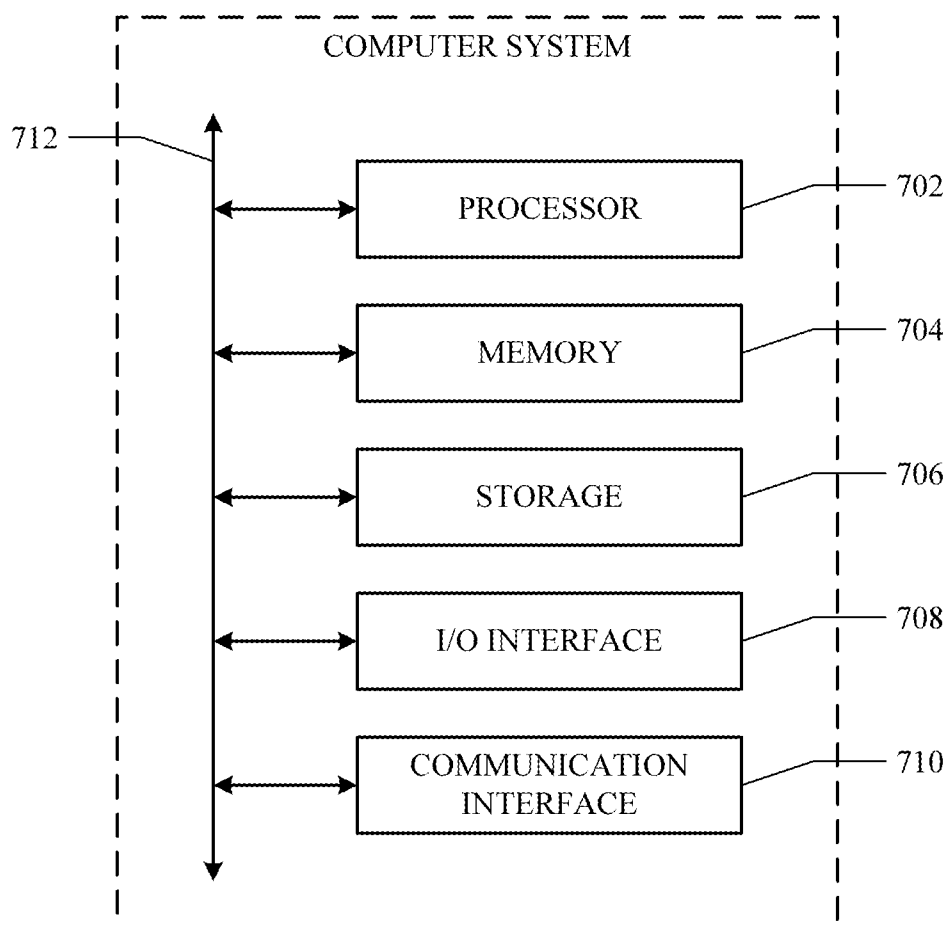 COMPUTER SYSTEM
712
PROCESSOR
702
MEMORY
704
STORAGE
706
I/O INTERFACE
708
COMMUNICATION
INTERFACE
710